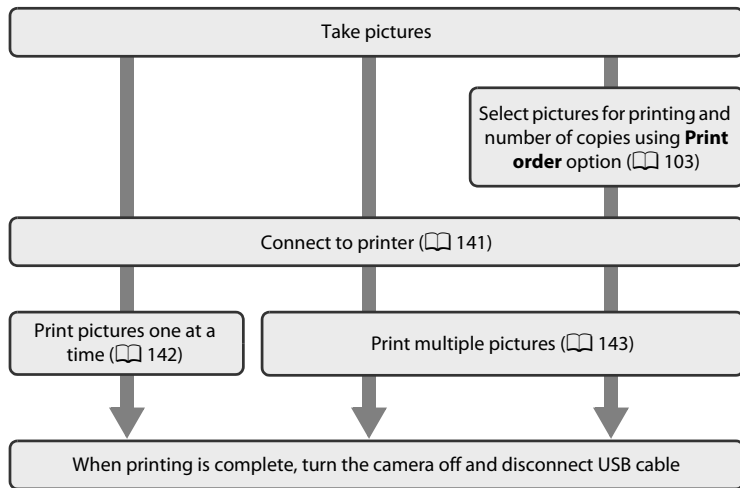 Take pictures
Select pictures for printing and
number of copies using Print
order option (📖 103)
Connect to printer (📖 141)
Print pictures one at a
time (📖 142)
Print multiple pictures (📖 143)
When printing is complete, turn the camera off and disconnect USB cable